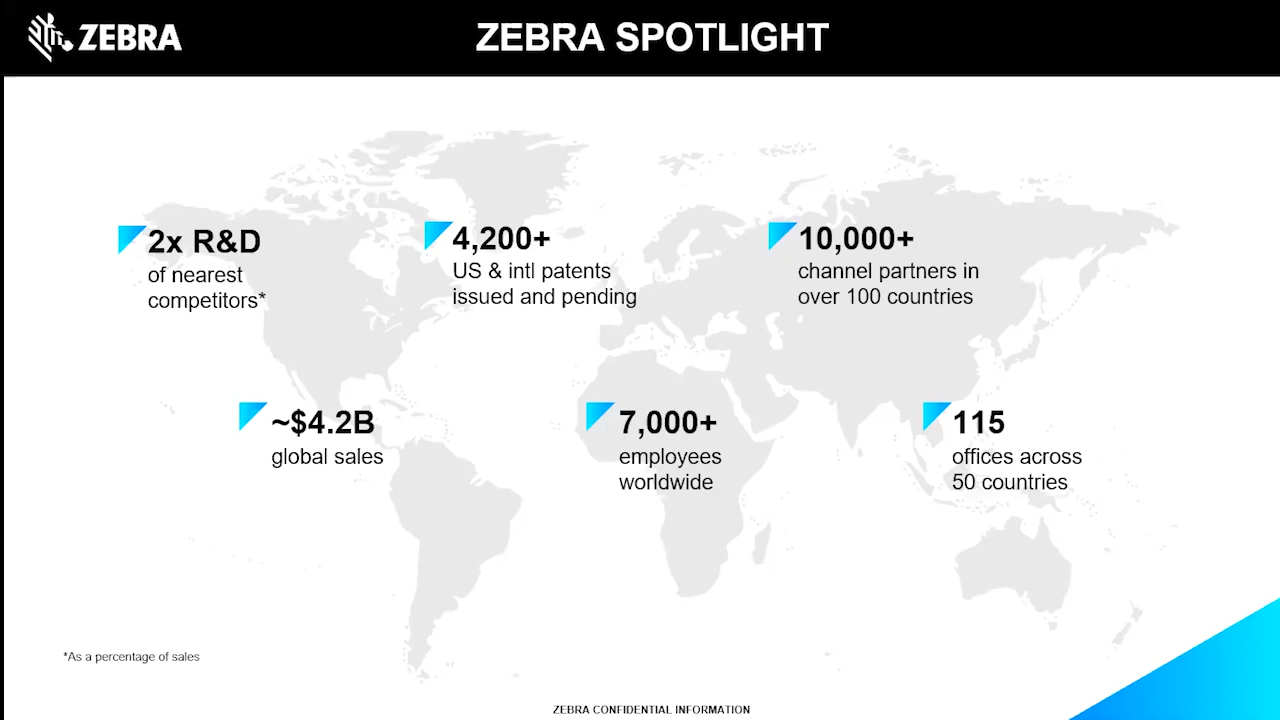 ZEBRA
ZEBRA SPOTLIGHT
2x R&D
of nearest
competitors*
4,200+
US & intl patents
issued and pending
10,000+
channel partners in
over 100 countries
~$4.2B
global sales
7,000+
employees
worldwide
115
offices across
50 countries
*As a percentage of sales
ZEBRA CONFIDENTIAL INFORMATION